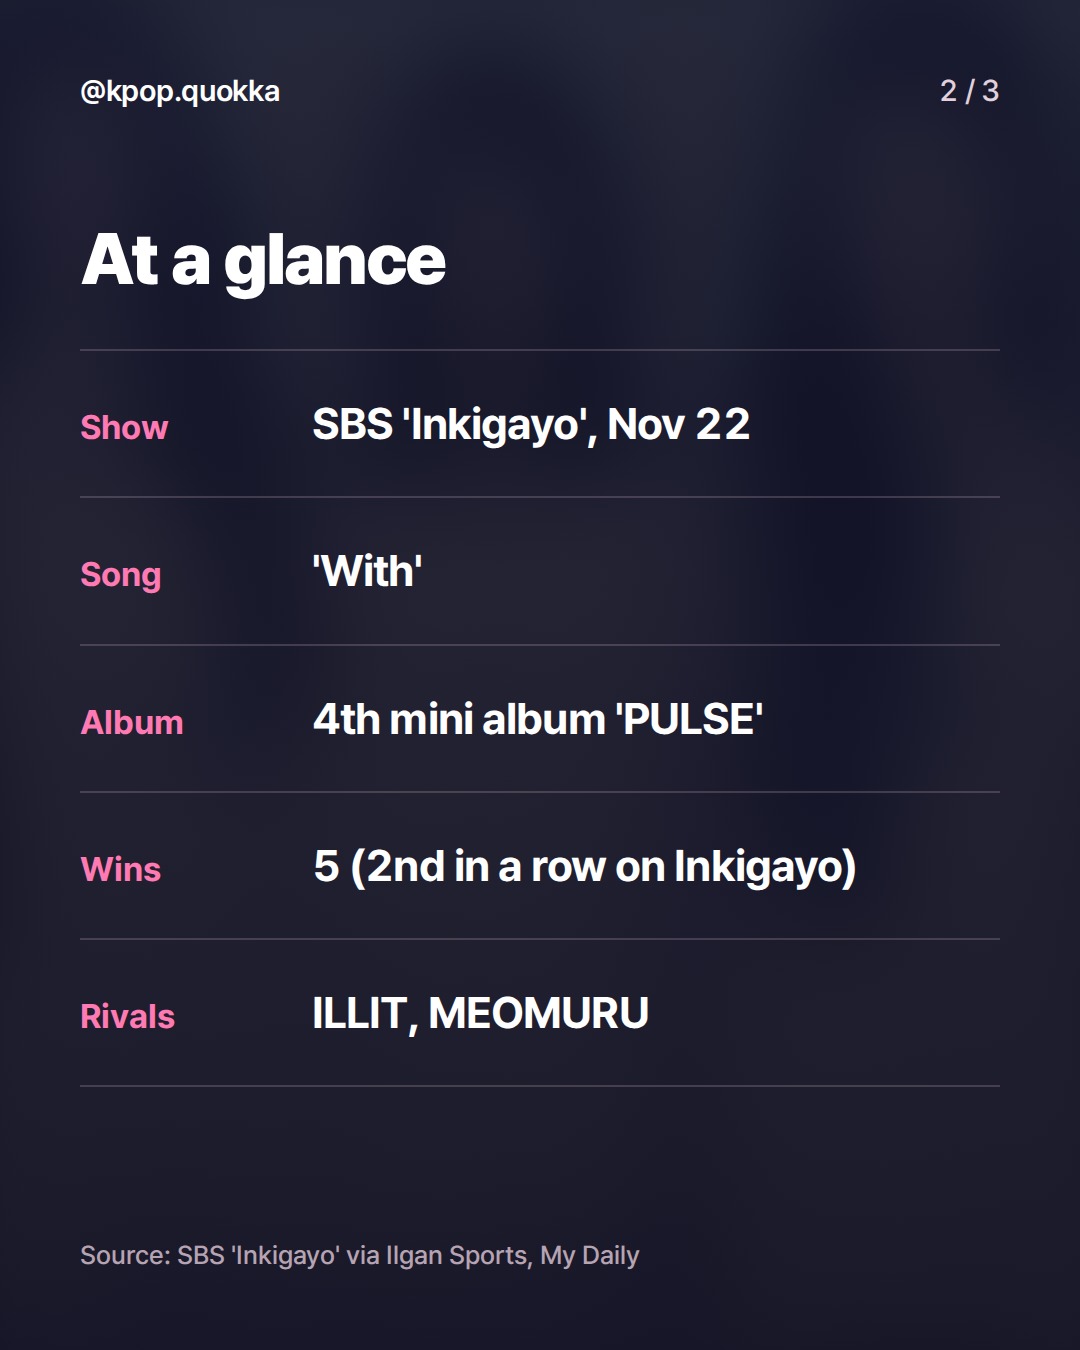 @kpop.quokka
2 / 3
At a glance
Show
SBS 'Inkigayo', Nov 22
Song
'With'
Album
4th mini album 'PULSE'
Wins
5 (2nd in a row on Inkigayo)
Rivals
ILLIT, MEOMURU
Source: SBS 'Inkigayo' via Ilgan Sports, My Daily